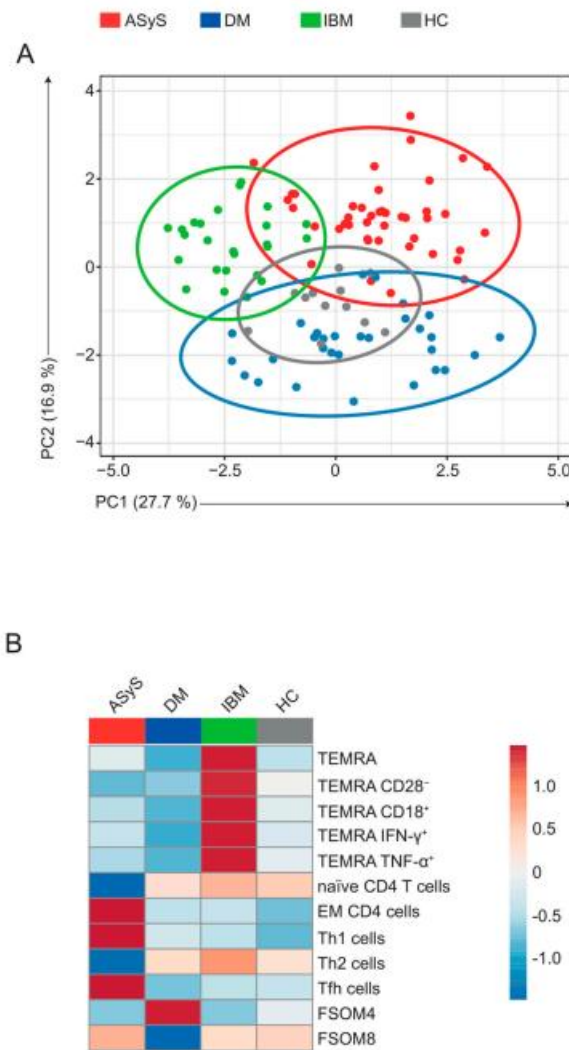 ASyS DM IBM HC
A
PC2 (16.9 %)
4
2
0
−2
−4
−5.0 −2.5 0 2.5 5.0
PC1 (27.7 %)
B
ASyS DM IBM HC
TEMRA
TEMRA CD28⁻
TEMRA CD18⁺
TEMRA IFN-γ⁺
TEMRA TNF-α⁺
naïve CD4 T cells
EM CD4 cells
Th1 cells
Th2 cells
Tfh cells
FSOM4
FSOM8
1.0
0.5
0
−0.5
−1.0